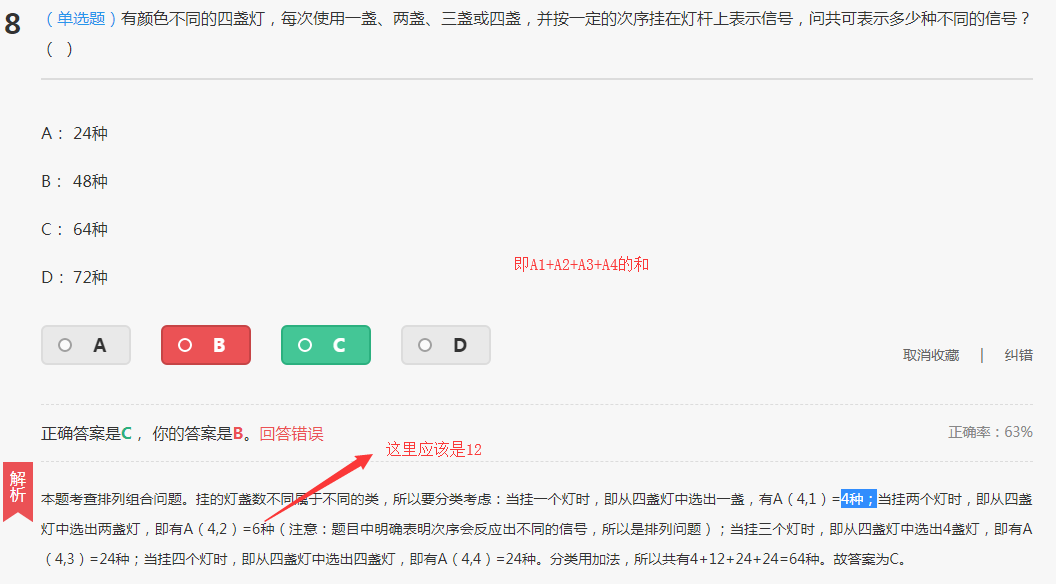 8 （单选题）有颜色不同的四盏灯，每次使用一盏、两盏、三盏或四盏，并按一定的次序挂在灯杆上表示信号，问共可表示多少种不同的信号？
（ ）
A： 24种
B： 48种
C： 64种
D： 72种
即A1+A2+A3+A4的和
A B C D
取消收藏 | 纠错
正确答案是C， 你的答案是B。回答错误
正确率：63%
这里应该是12
解析
本题考查排列组合问题。挂的灯盏数不同属于不同的类，所以要分类考虑：当挂一个灯时，即从四盏灯中选出一盏，有A（4,1）=4种；当挂两个灯时，即从四盏
灯中选出两盏灯，即有A（4,2）=6种（注意：题目中明确表明次序会反应出不同的信号，所以是排列问题）；当挂三个灯时，即从四盏灯中选出4盏灯，即有A
（4,3）=24种；当挂四个灯时，即从四盏灯中选出四盏灯，即有A（4,4）=24种。分类用加法，所以共有4+12+24+24=64种。故答案为C。